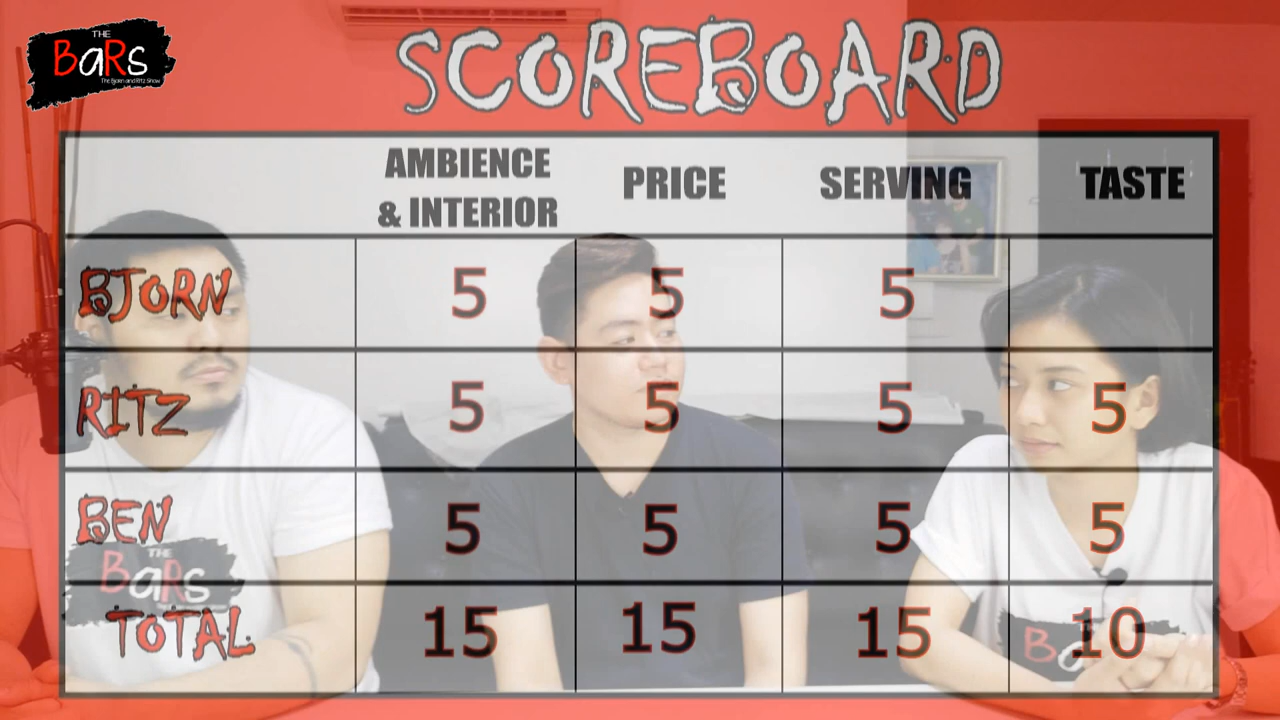 THE
BaRs
The Bjorn and Ritz Show
SCOREBOARD
AMBIENCE
& INTERIOR
PRICE
SERVING
TASTE
BJORN
5
5
5
RITZ
5
5
5
5
BEN
5
5
5
5
THE
BaRs
TOTAL
15
15
15
10